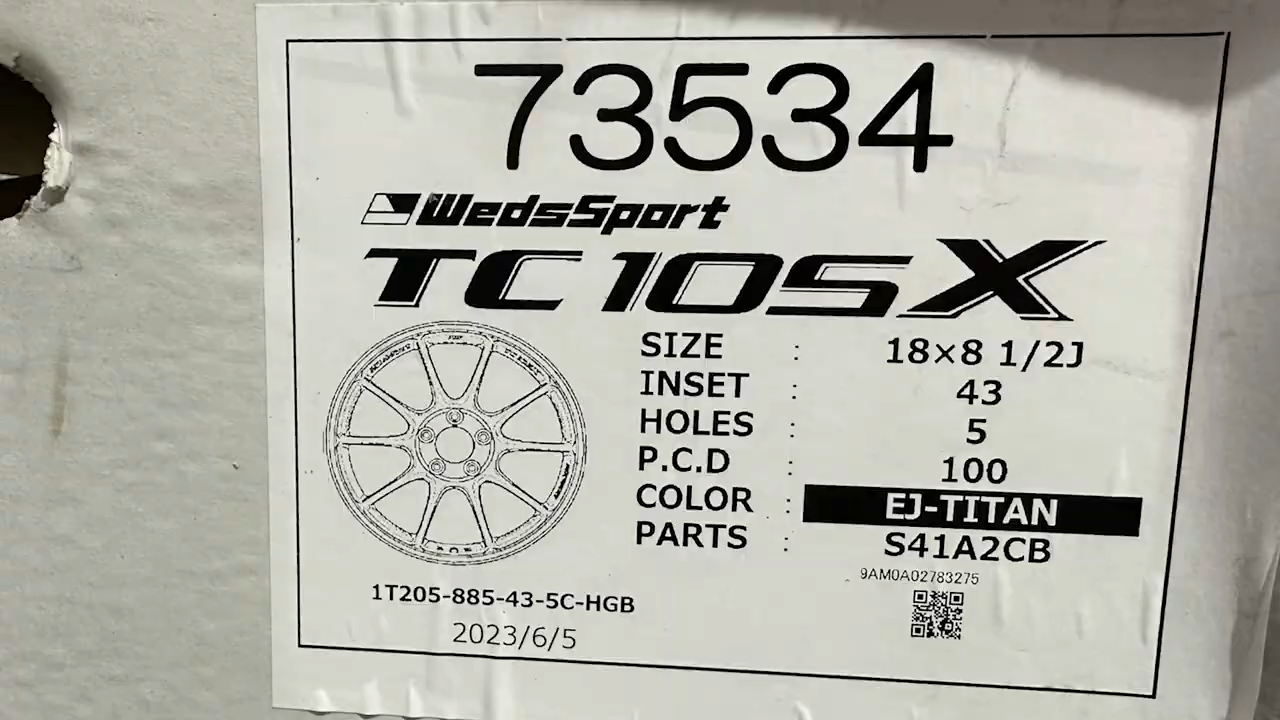 73534
WedsSport
TC105X
SIZE : 18×8 1/2J
INSET : 43
HOLES : 5
P.C.D : 100
COLOR : EJ-TITAN
PARTS : S41A2CB
9AM0A02783275
1T205-885-43-5C-HGB
2023/6/5